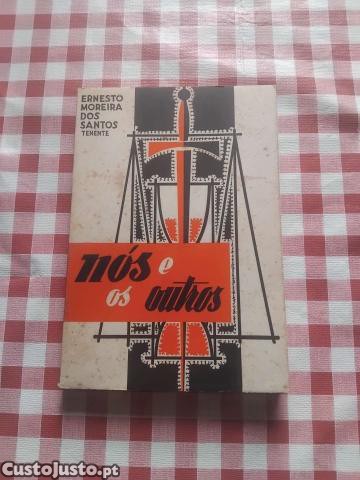 ERNESTO
MOREIRA
DOS
SANTOS
TENENTE
nós e
os outros
CustoJusto.pt